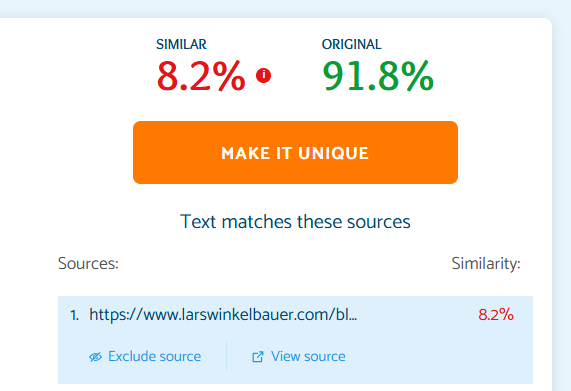 SIMILAR ORIGINAL
8.2% i 91.8%
MAKE IT UNIQUE
Text matches these sources
Sources: Similarity:
1. https://www.larswinkelbauer.com/bl... 8.2%
Exclude source View source